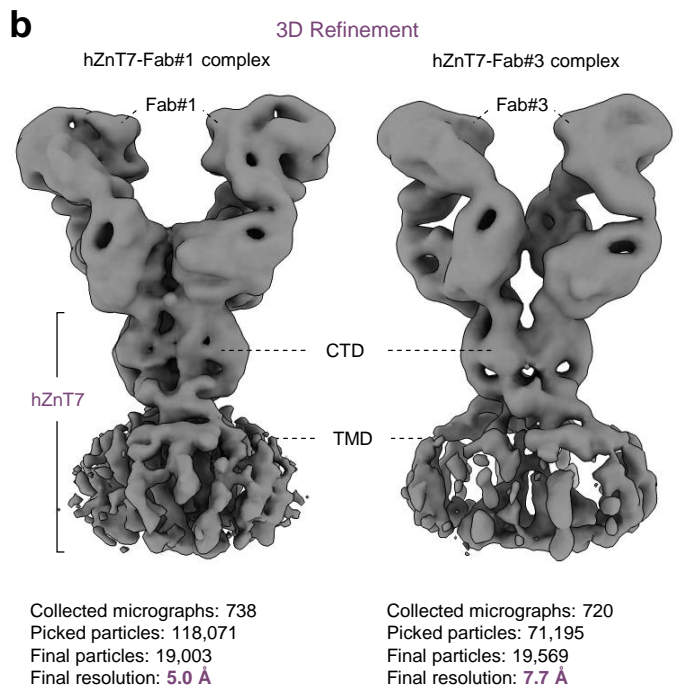 b
3D Refinement
hZnT7-Fab#1 complex
hZnT7-Fab#3 complex
Fab#1
Fab#3
CTD
hZnT7
TMD
Collected micrographs: 738
Picked particles: 118,071
Final particles: 19,003
Final resolution: 5.0 Å
Collected micrographs: 720
Picked particles: 71,195
Final particles: 19,569
Final resolution: 7.7 Å